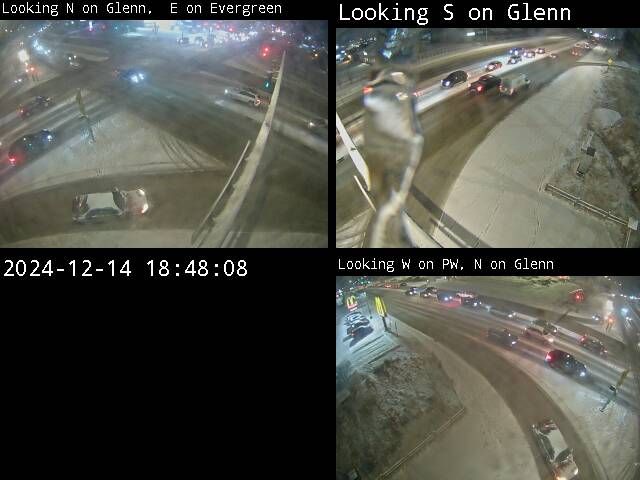 Looking N on Glenn,  E on Evergreen
Looking S on Glenn
2024-12-14 18:48:08
Looking W on PW, N on Glenn